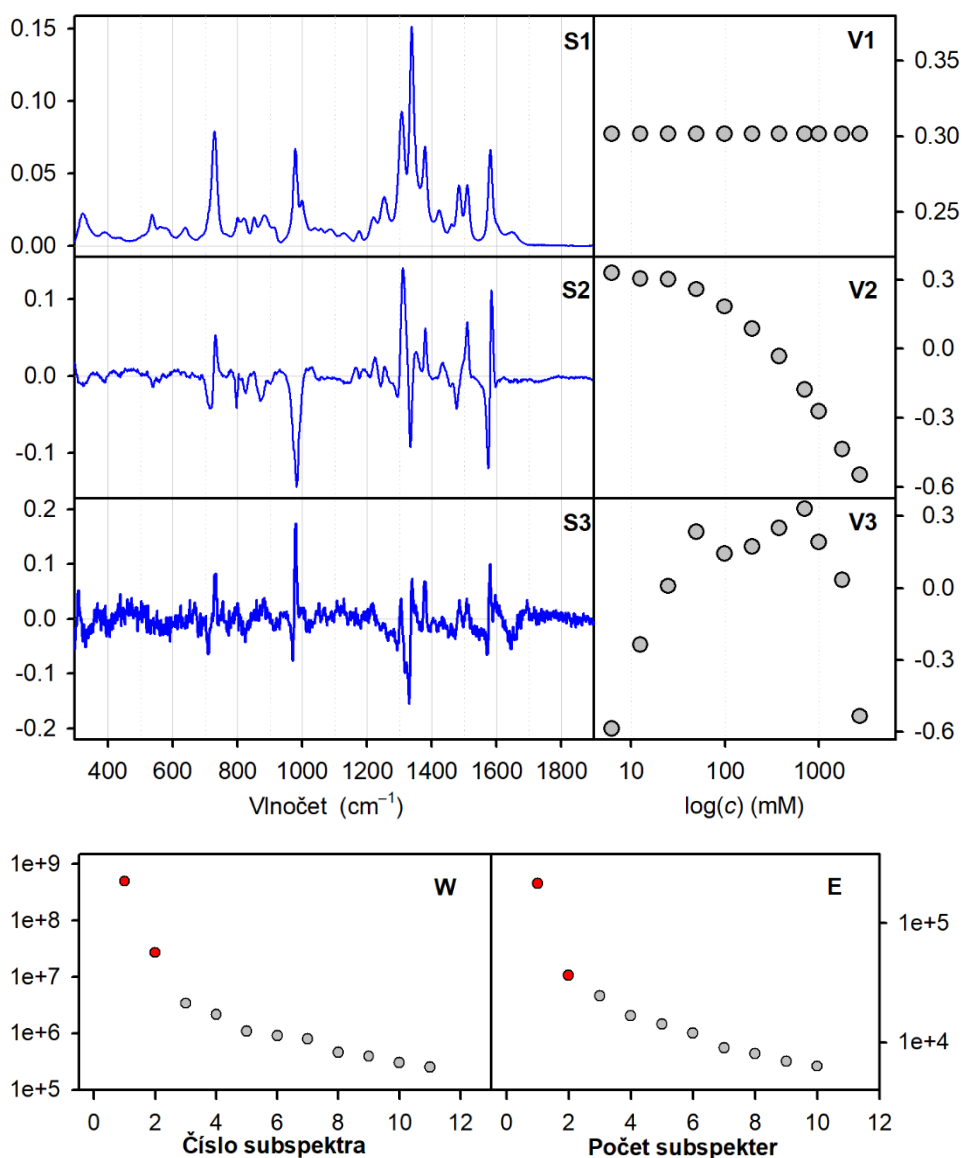 0.15
0.10
0.05
0.00
S1
V1
0.35
0.30
0.25
0.1
0.0
-0.1
S2
V2
0.3
0.0
-0.3
-0.6
0.2
0.1
0.0
-0.1
-0.2
S3
V3
0.3
0.0
-0.3
-0.6
400 600 800 1000 1200 1400 1600 1800
10 100 1000
Vlnočet (cm⁻¹)
log(c) (mM)
1e+9
1e+8
1e+7
1e+6
1e+5
W
E
1e+5
1e+4
0 2 4 6 8 10 12
0 2 4 6 8 10 12
Číslo subspektra
Počet subspekter